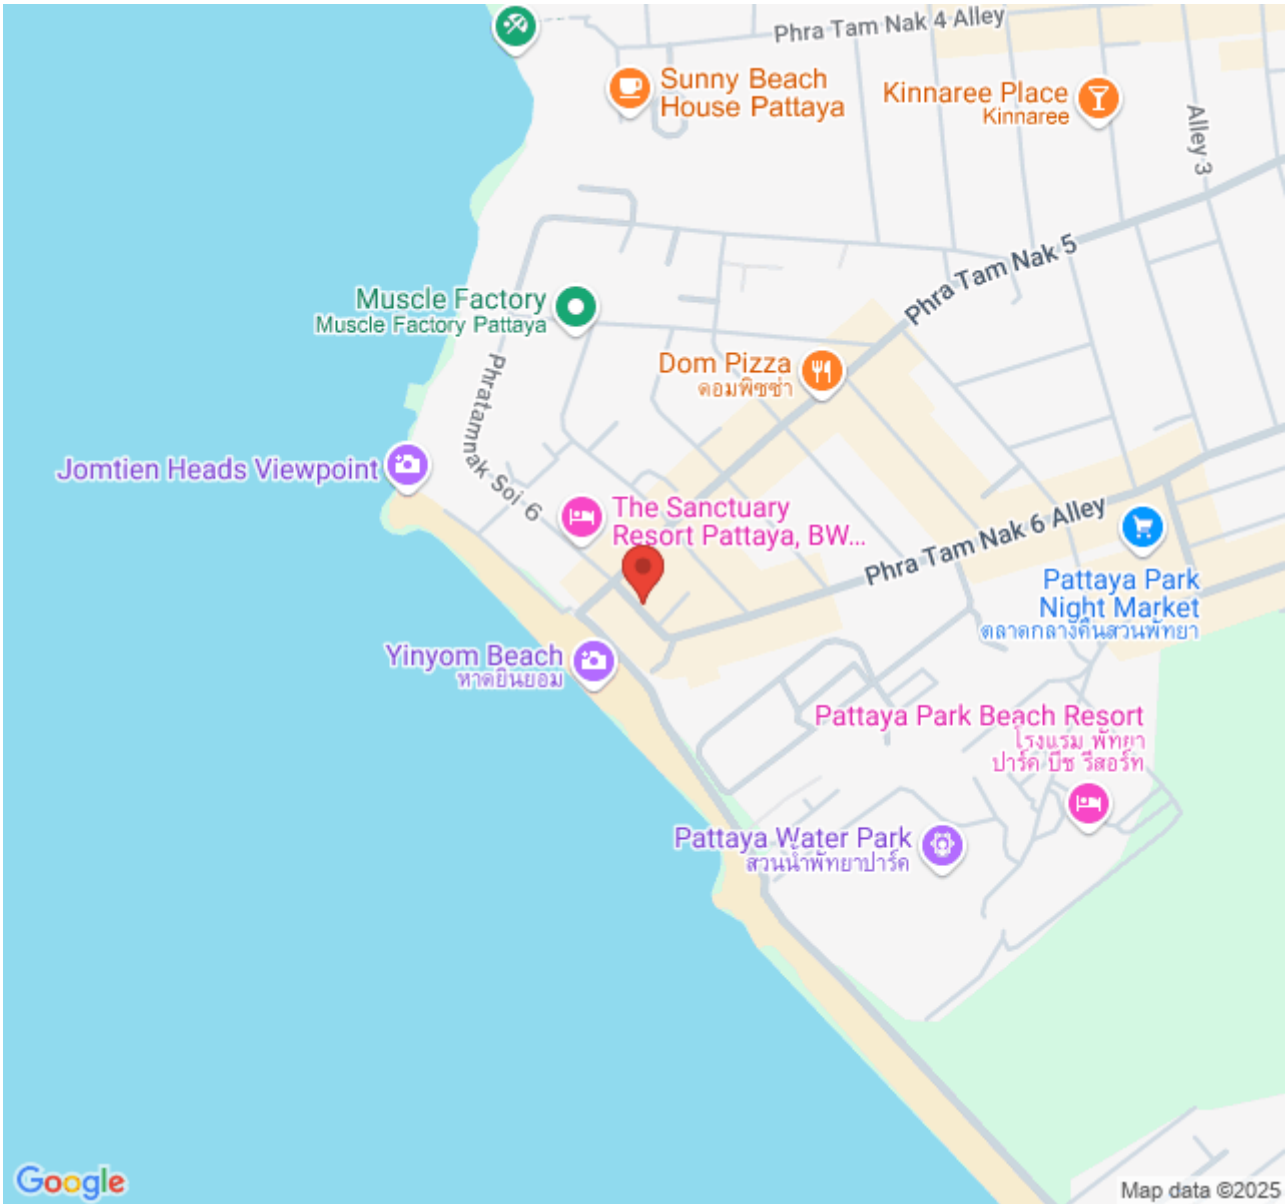 Phra Tam Nak 4 Alley
Sunny Beach
House Pattaya
Kinnaree Place
Kinnaree
Alley 3
Phra Tam Nak 5
Muscle Factory
Muscle Factory Pattaya
Dom Pizza
ดอมพิซซ่า
Phratamnak Soi 6
Jomtien Heads Viewpoint
The Sanctuary
Resort Pattaya, BW...
Phra Tam Nak 6 Alley
Pattaya Park
Night Market
ตลาดกลางคืนสวนพัทยา
Yinyom Beach
หาดยินยอม
Pattaya Park Beach Resort
โรงแรม พัทยา
ปาร์ค บีช รีสอร์ท
Pattaya Water Park
สวนน้ำพัทยาปาร์ค
Google
Map data ©2025